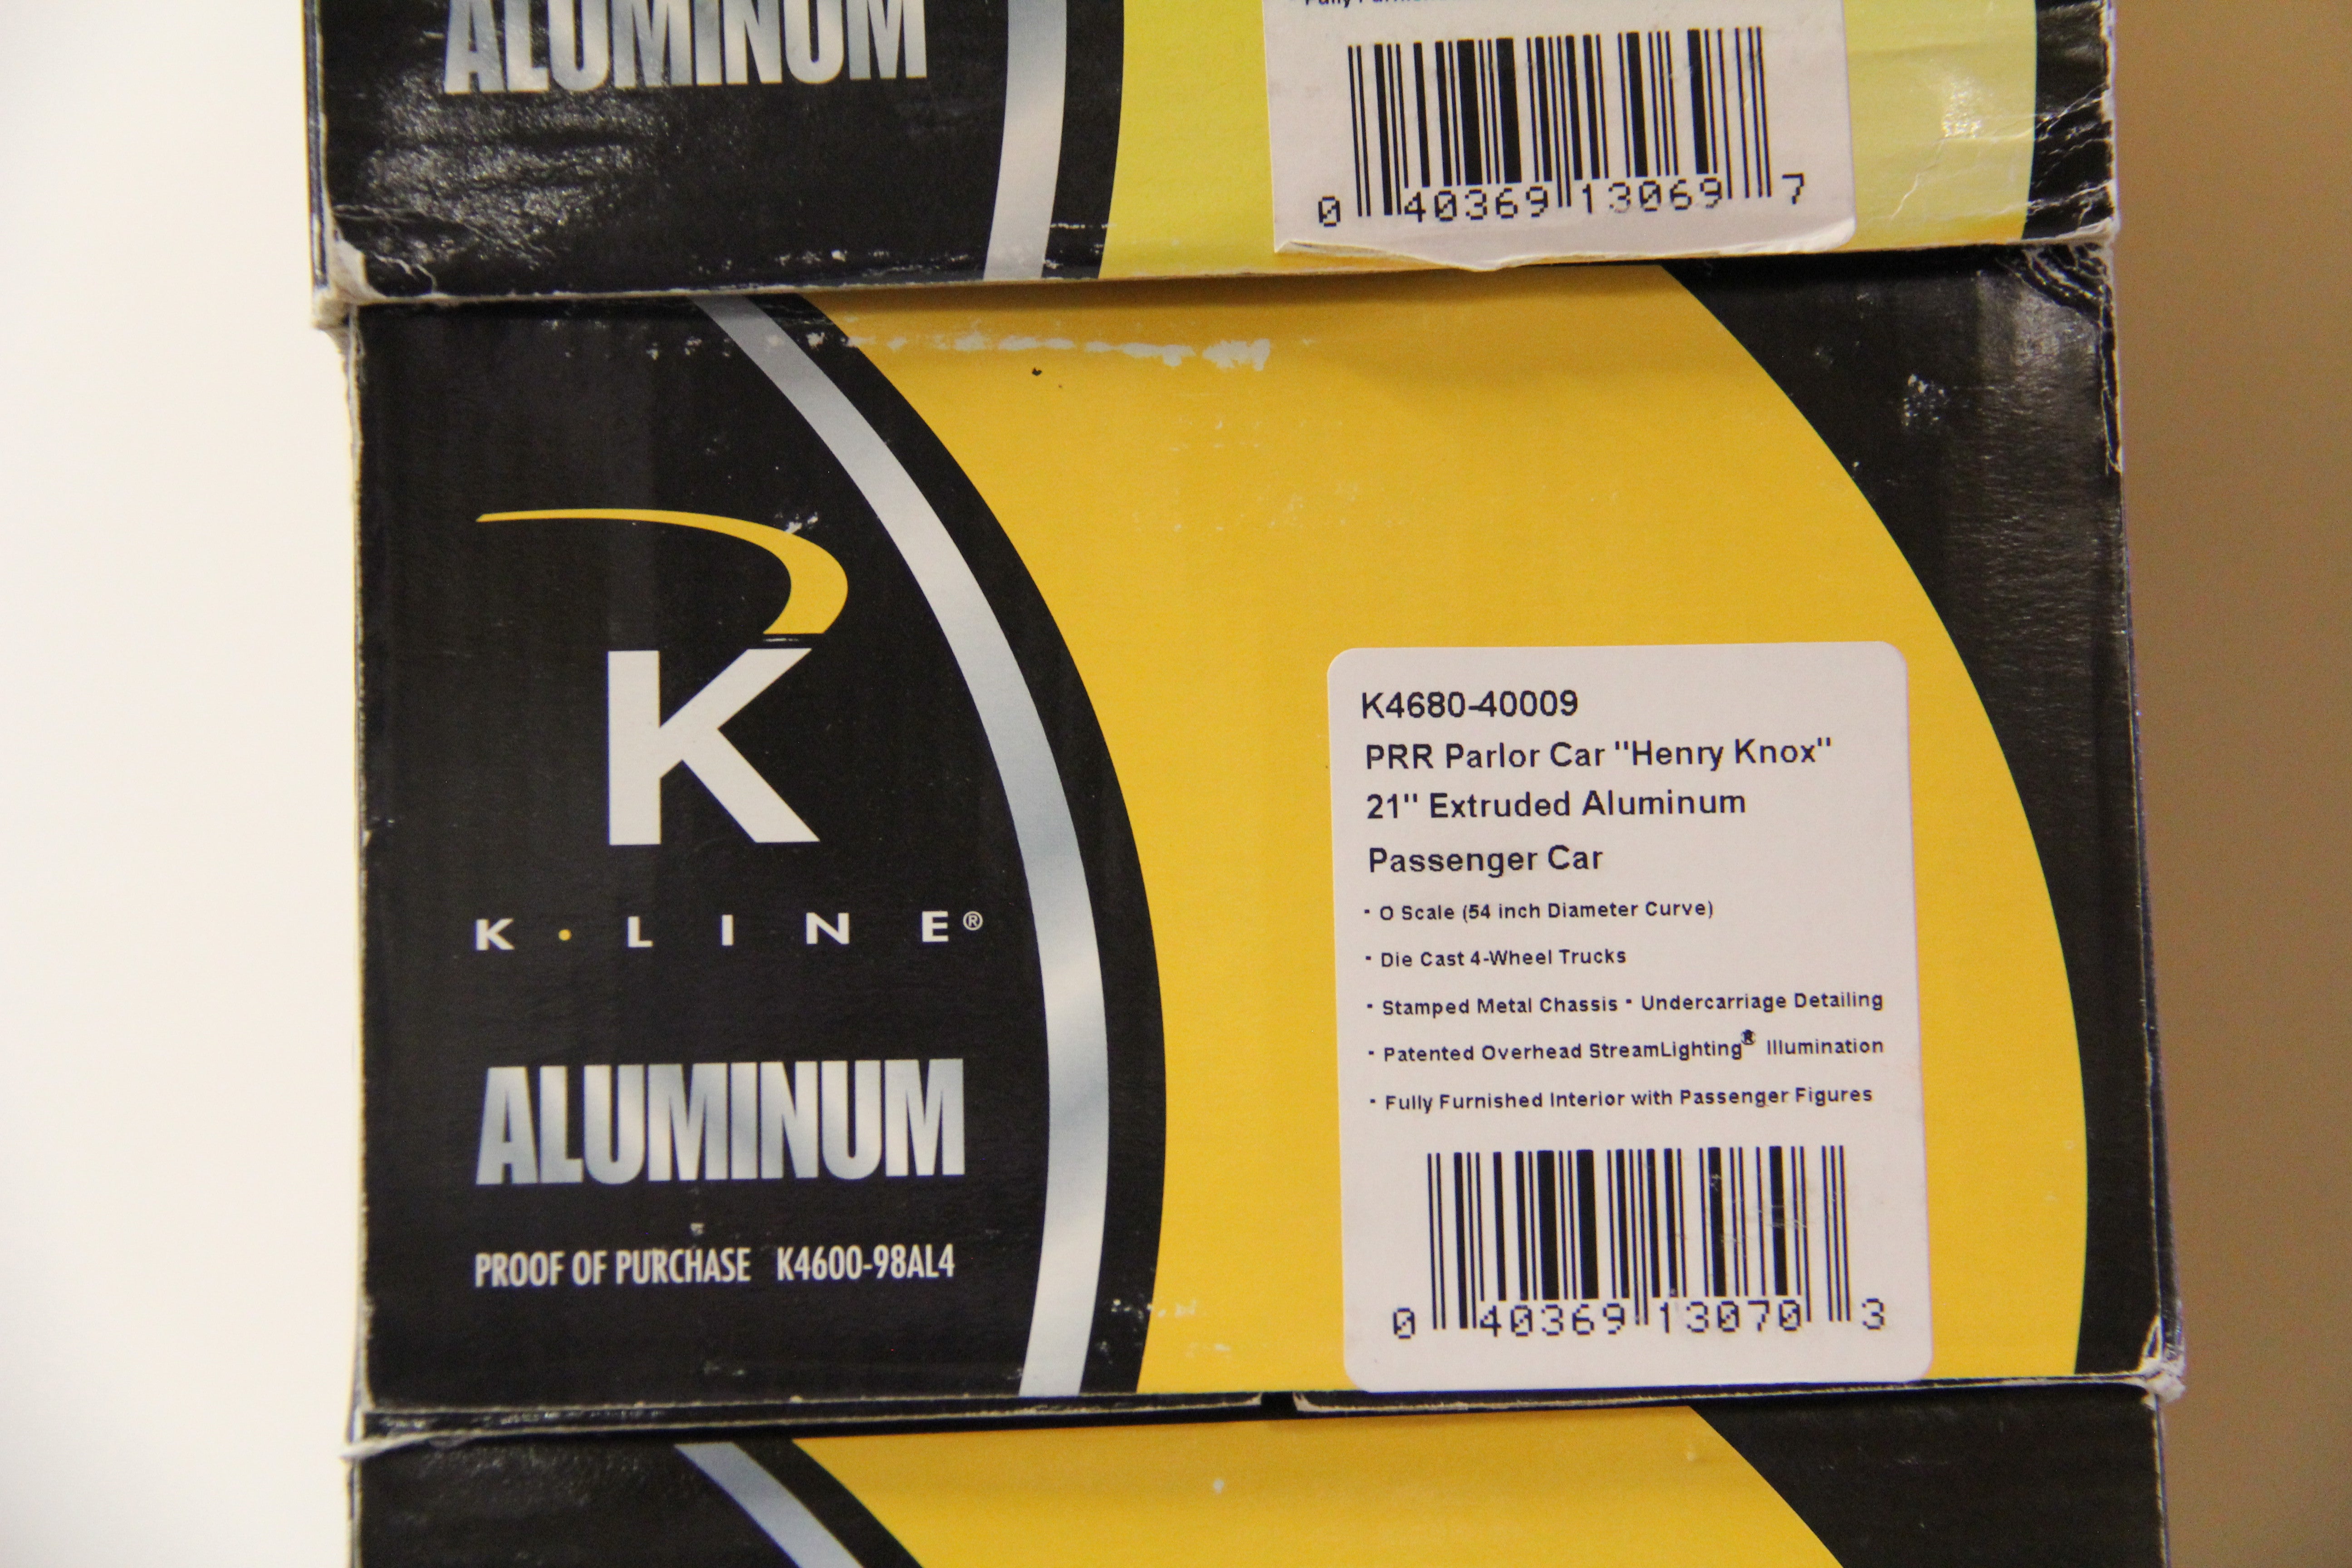 ALUMINUM
0 40369 13069 7
K
K·LINE®
ALUMINUM
PROOF OF PURCHASE K4600-98AL4
K4680-40009
PRR Parlor Car "Henry Knox"
21" Extruded Aluminum
Passenger Car
· O Scale (54 inch Diameter Curve)
· Die Cast 4-Wheel Trucks
· Stamped Metal Chassis · Undercarriage Detailing
· Patented Overhead StreamLighting® Illumination
· Fully Furnished Interior with Passenger Figures
0 40369 13070 3